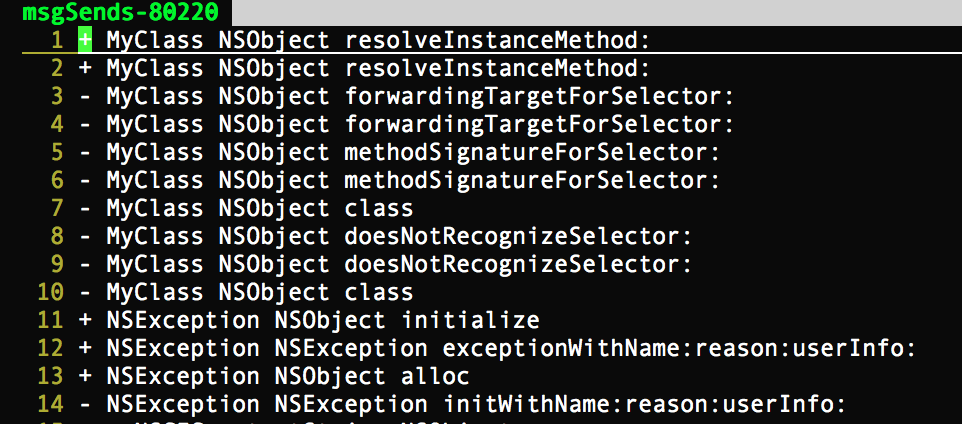 msgSends-80220
1 + MyClass NSObject resolveInstanceMethod:
2 + MyClass NSObject resolveInstanceMethod:
3 - MyClass NSObject forwardingTargetForSelector:
4 - MyClass NSObject forwardingTargetForSelector:
5 - MyClass NSObject methodSignatureForSelector:
6 - MyClass NSObject methodSignatureForSelector:
7 - MyClass NSObject class
8 - MyClass NSObject doesNotRecognizeSelector:
9 - MyClass NSObject doesNotRecognizeSelector:
10 - MyClass NSObject class
11 + NSException NSObject initialize
12 + NSException NSException exceptionWithName:reason:userInfo:
13 + NSException NSObject alloc
14 - NSException NSException initWithName:reason:userInfo: